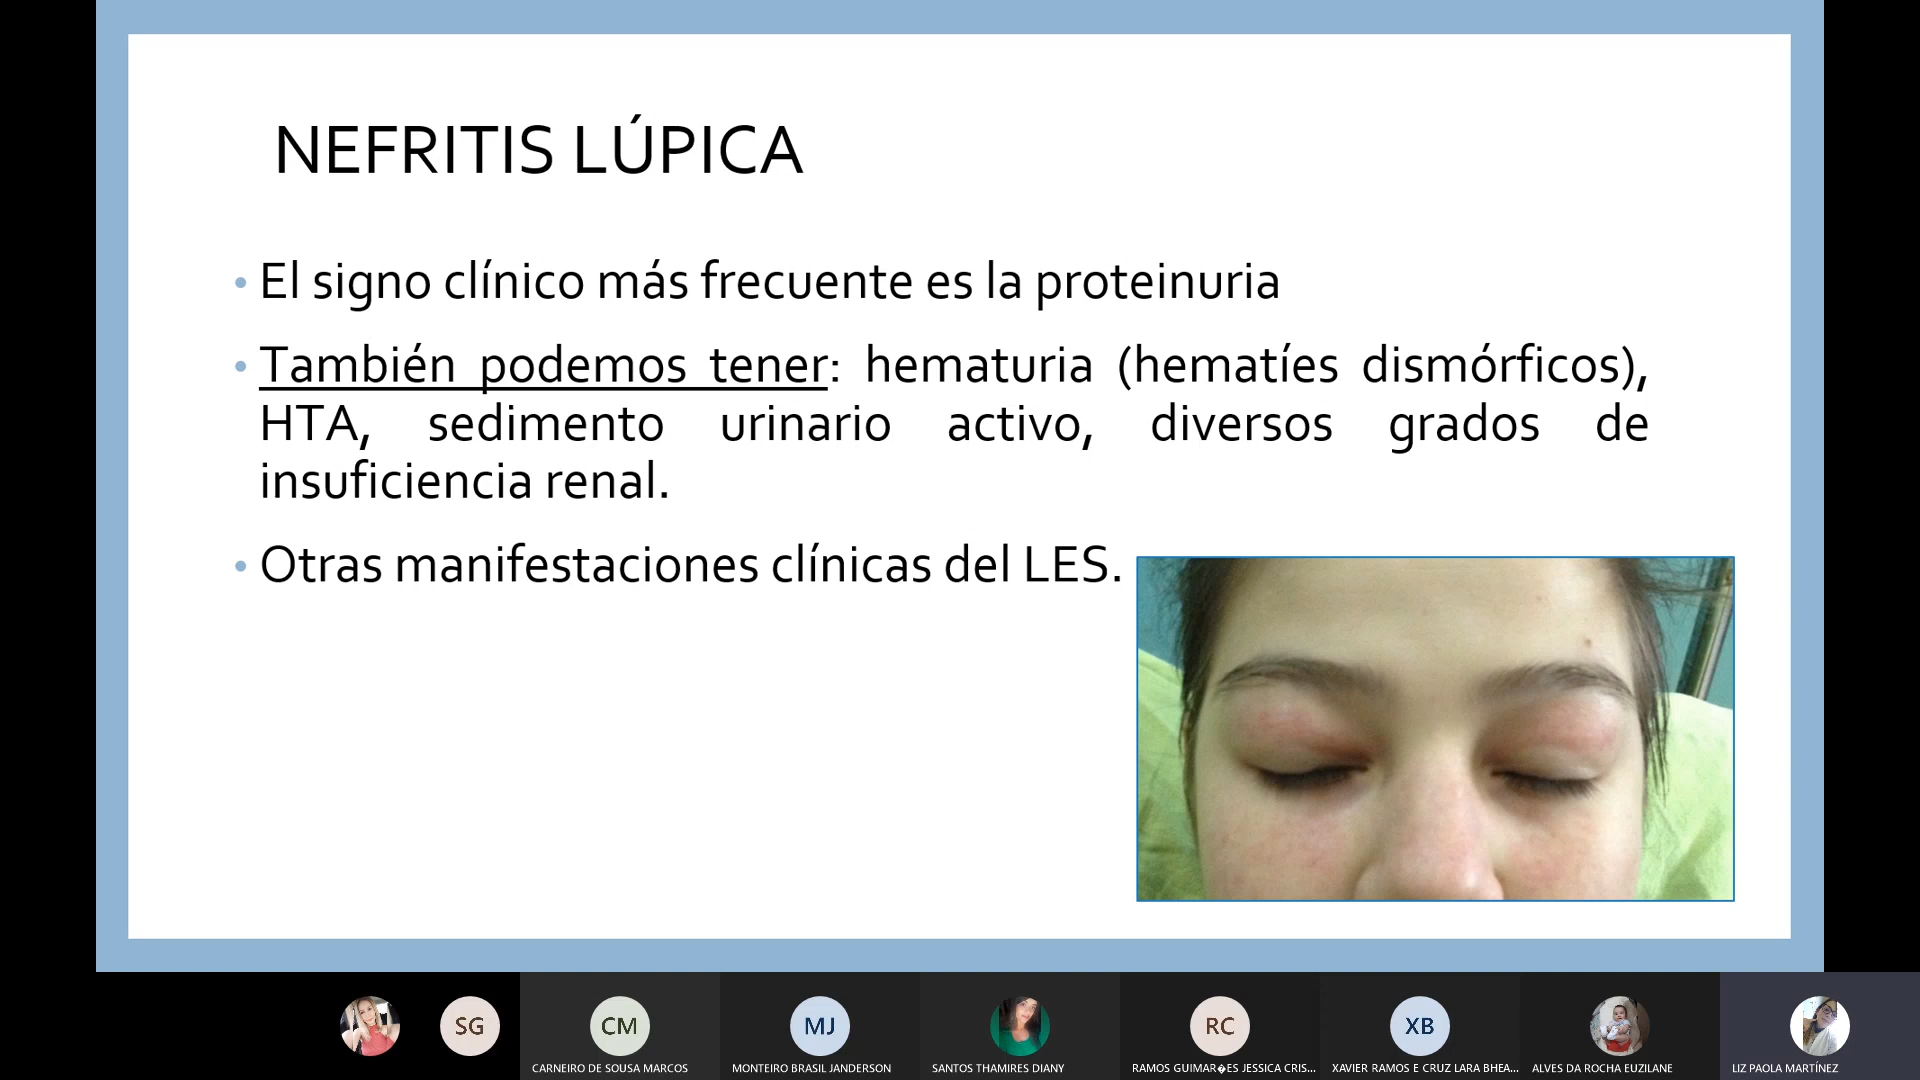 NEFRITIS LÚPICA
• El signo clínico más frecuente es la proteinuria
• También podemos tener: hematuria (hematíes dismórficos),
HTA, sedimento urinario activo, diversos grados de
insuficiencia renal.
• Otras manifestaciones clínicas del LES.
SG
CM
MJ
RC
XB
CARNEIRO DE SOUSA MARCOS
MONTEIRO BRASIL JANDERSON
SANTOS THAMIRES DIANY
RAMOS GUIMAR�ES JESSICA CRIS...
XAVIER RAMOS E CRUZ LARA BHEA...
ALVES DA ROCHA EUZILANE
LIZ PAOLA MARTÍNEZ